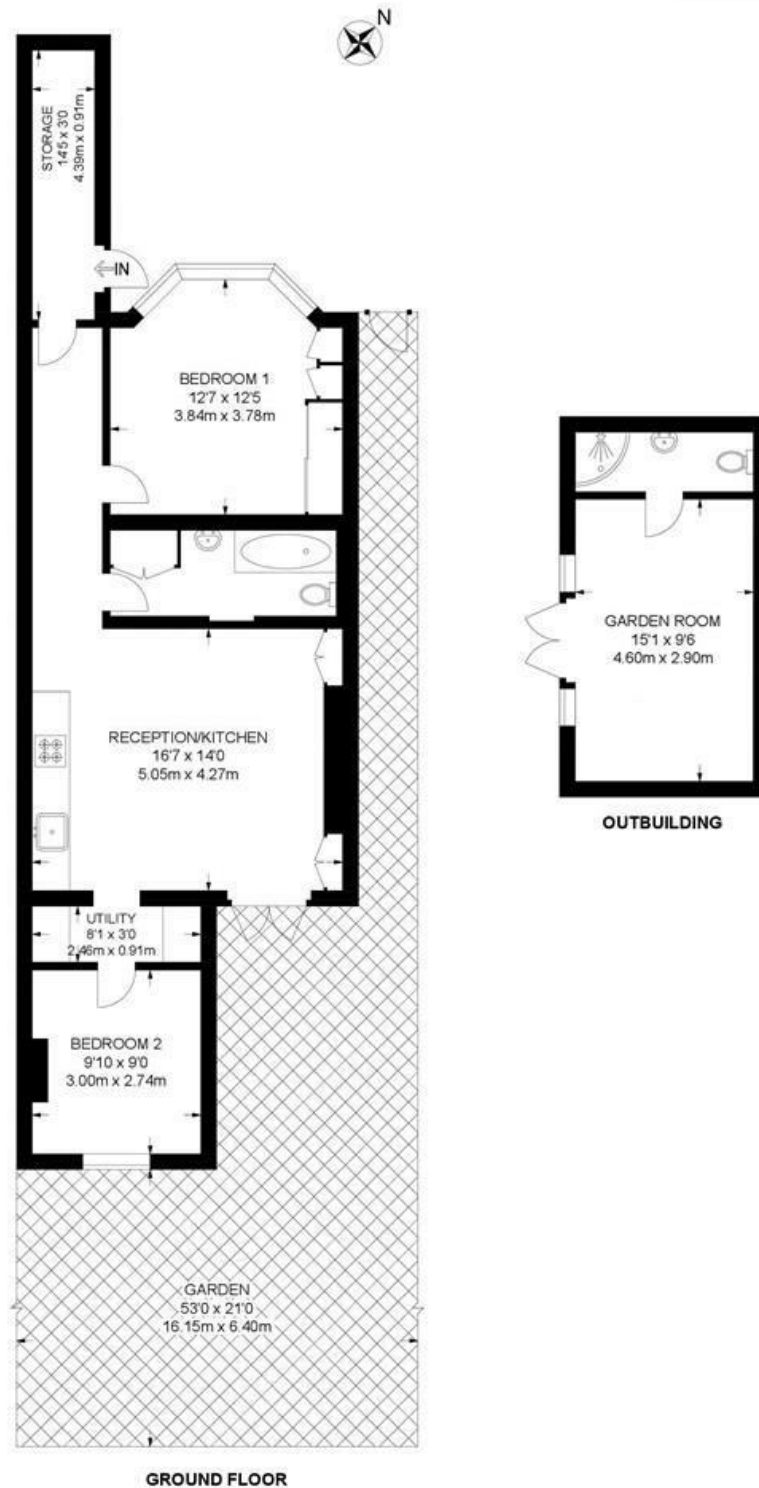 N
STORAGE
14'5 x 3'0
4.39m x 0.91m
IN
BEDROOM 1
12'7 x 12'5
3.84m x 3.78m
RECEPTION/KITCHEN
16'7 x 14'0
5.05m x 4.27m
UTILITY
8'1 x 3'0
2.46m x 0.91m
BEDROOM 2
9'10 x 9'0
3.00m x 2.74m
GARDEN
53'0 x 21'0
16.15m x 6.40m
GROUND FLOOR
GARDEN ROOM
15'1 x 9'6
4.60m x 2.90m
OUTBUILDING